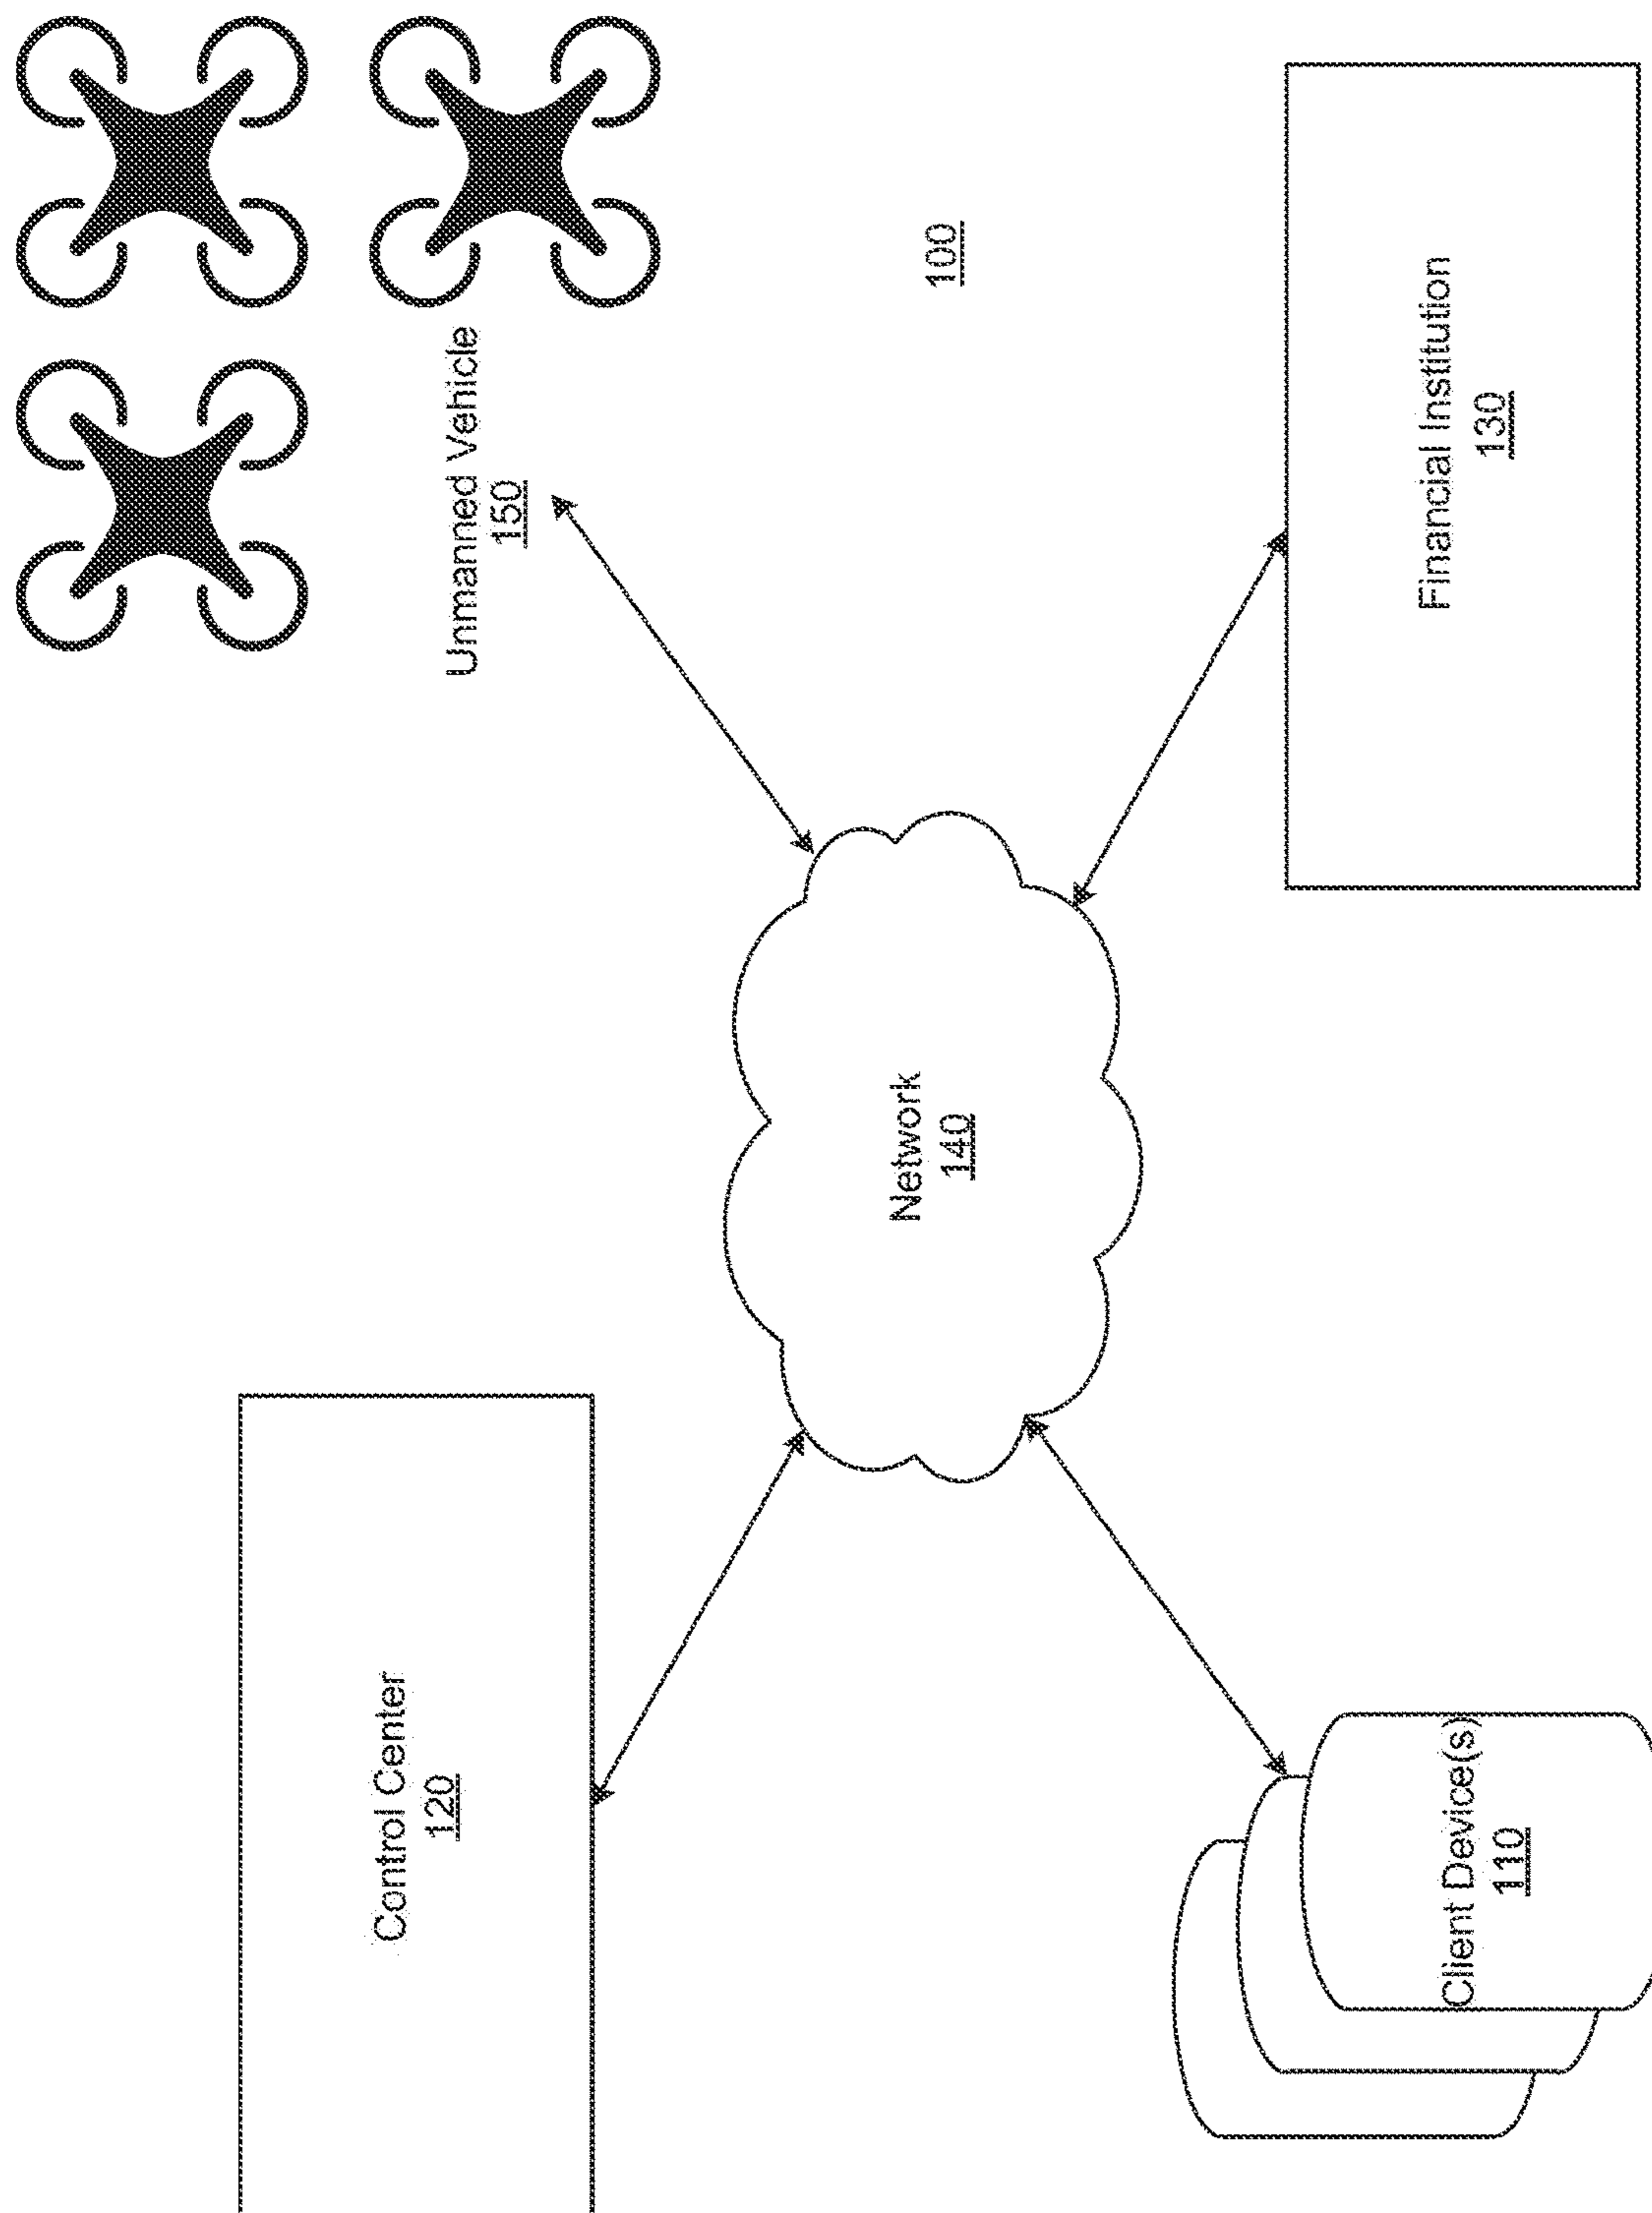 Control Center
120
Unmanned Vehicle
150
Network
140
100
Client Device(s)
110
Financial Institution
130